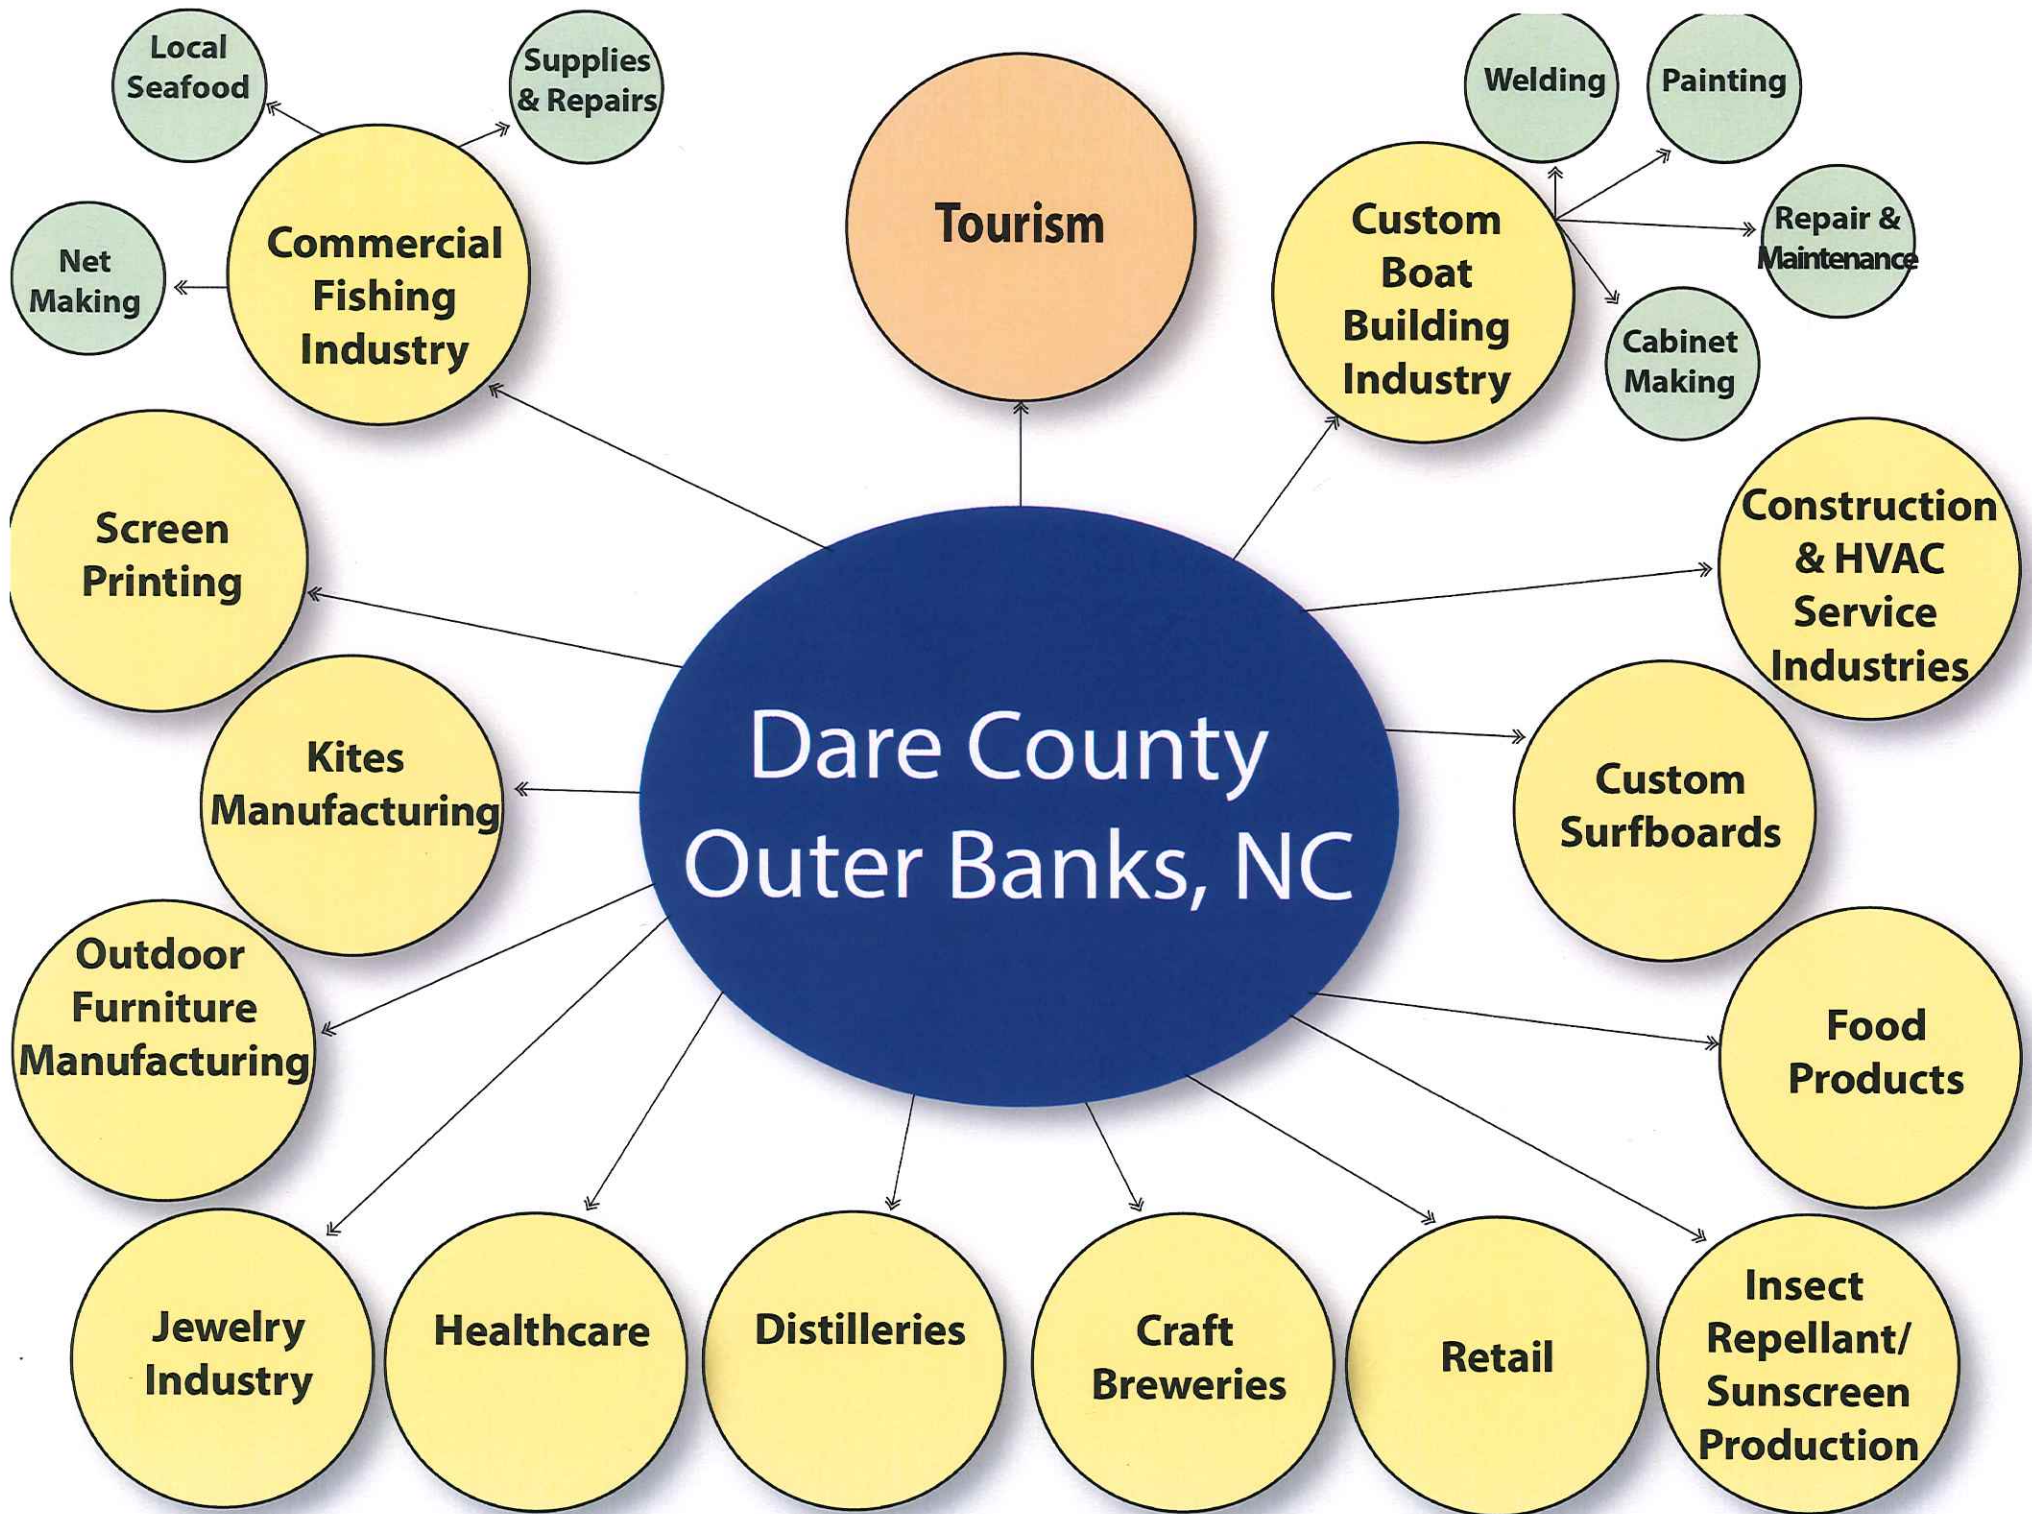 Local
Seafood
Supplies
& Repairs
Net
Making
Commercial
Fishing
Industry
Tourism
Custom
Boat
Building
Industry
Welding
Painting
Repair &
Maintenance
Cabinet
Making
Screen
Printing
Construction
& HVAC
Service
Industries
Kites
Manufacturing
Dare County
Outer Banks, NC
Custom
Surfboards
Outdoor
Furniture
Manufacturing
Food
Products
Jewelry
Industry
Healthcare
Distilleries
Craft
Breweries
Retail
Insect
Repellant/
Sunscreen
Production